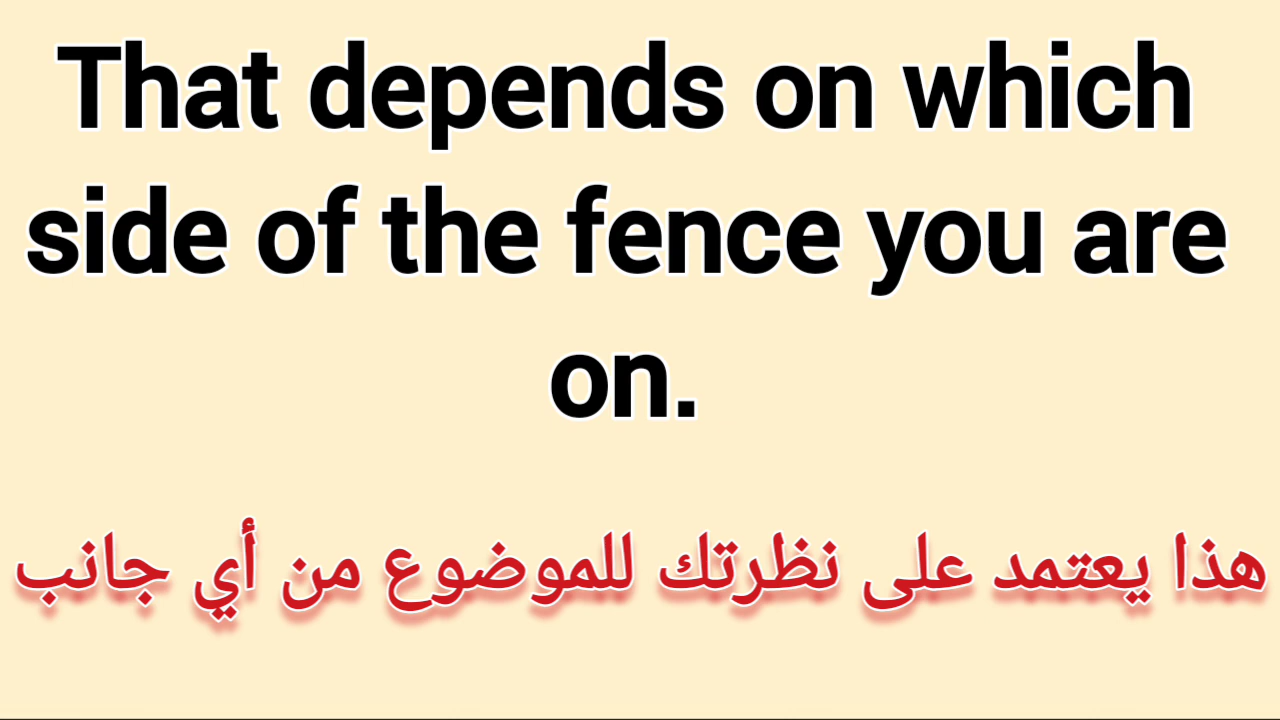 That depends on which
side of the fence you are
on.
هذا يعتمد على نظرتك للموضوع من أي جانب